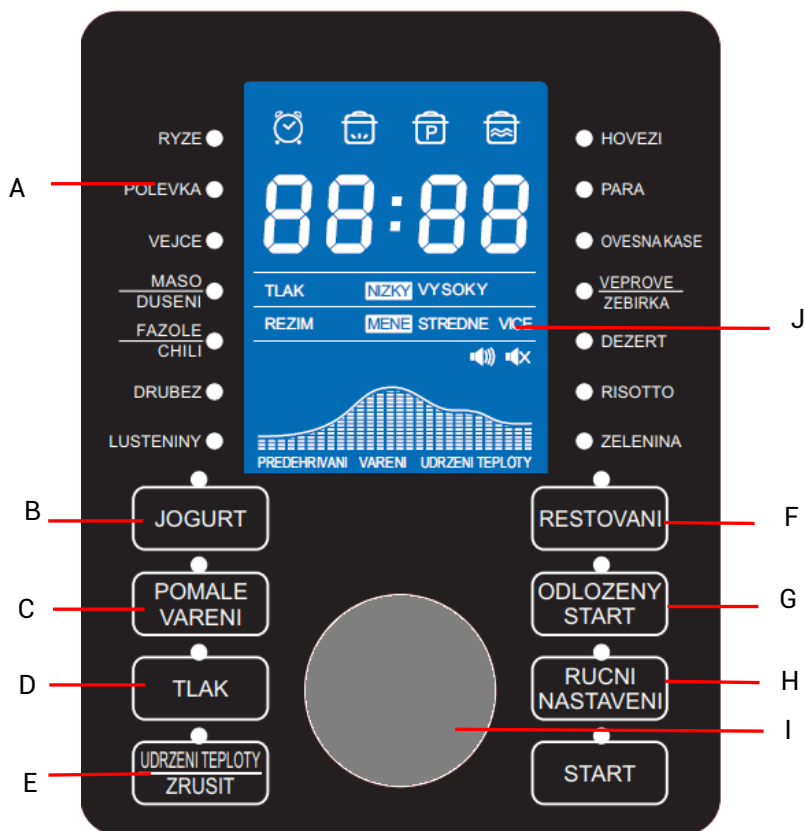 RYZE
POLEVKA
VEJCE
MASO
DUSENI
FAZOLE
CHILI
DRUBEZ
LUSTENINY
P
88:88
TLAK NIZKY VYSOKY
REZIM MENE STREDNE VICE
PREDEHRIVANI VARENI UDRZENI TEPLOTY
HOVEZI
PARA
OVESNA KASE
VEPROVE
ZEBIRKA
DEZERT
RISOTTO
ZELENINA
JOGURT
POMALE
VARENI
TLAK
UDRZENI TEPLOTY
ZRUSIT
RESTOVANI
ODLOZENY
START
RUCNI
NASTAVENI
START
A
B
C
D
E
F
G
H
I
J